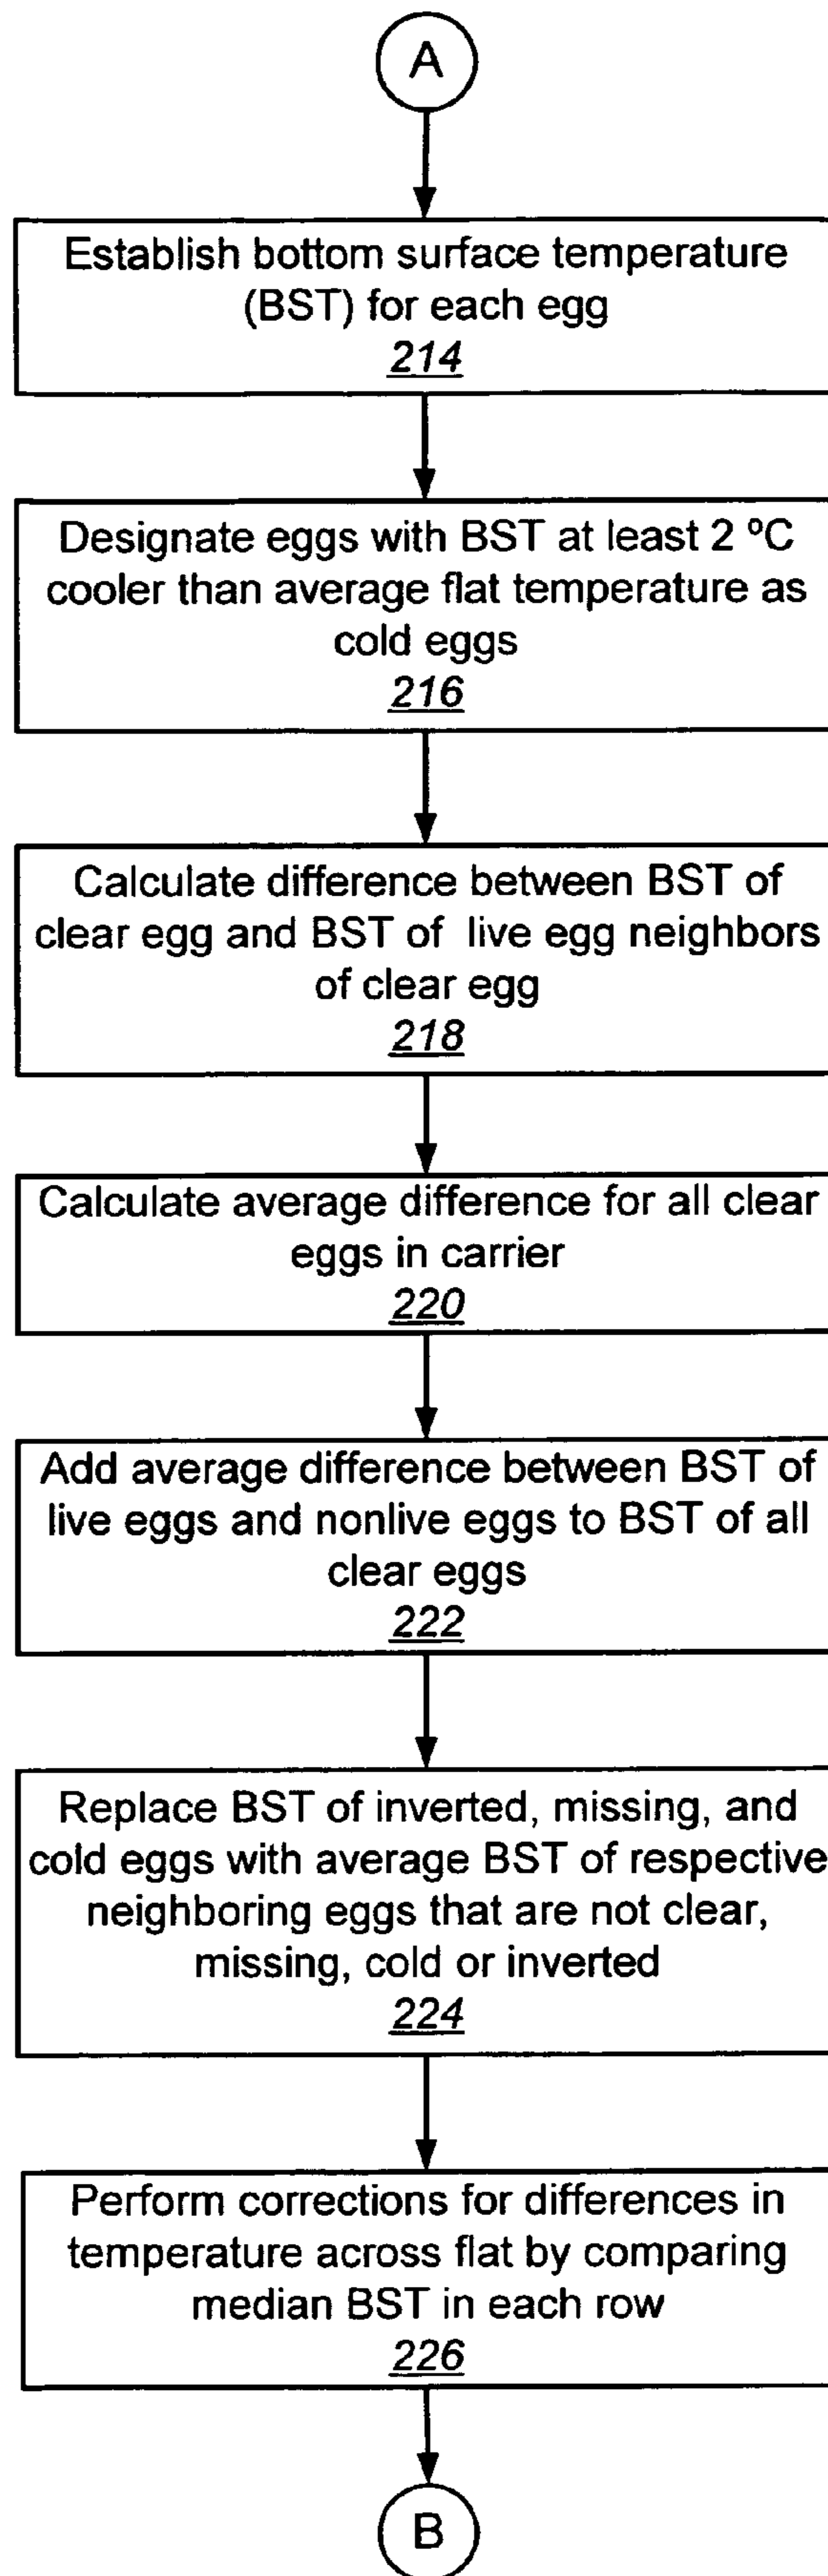 A
Establish bottom surface temperature
(BST) for each egg
214
Designate eggs with BST at least 2 ºC
cooler than average flat temperature as
cold eggs
216
Calculate difference between BST of
clear egg and BST of live egg neighbors
of clear egg
218
Calculate average difference for all clear
eggs in carrier
220
Add average difference between BST of
live eggs and nonlive eggs to BST of all
clear eggs
222
Replace BST of inverted, missing, and
cold eggs with average BST of respective
neighboring eggs that are not clear,
missing, cold or inverted
224
Perform corrections for differences in
temperature across flat by comparing
median BST in each row
226
B